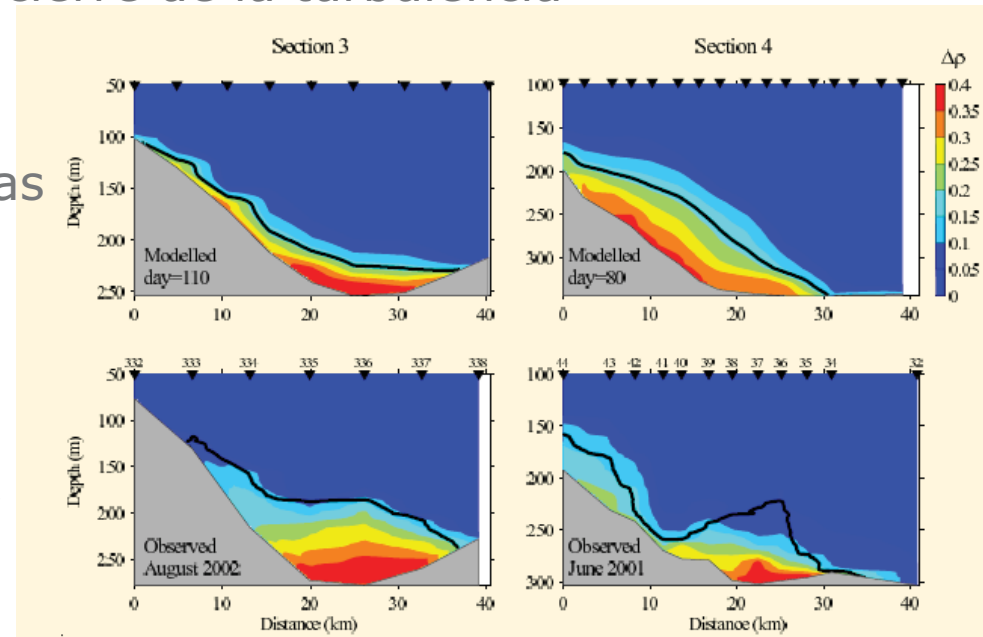 cierre de la turbulencia
as
Section 3
Section 4
Δρ
50
100
150
200
250
Depth (m)
Modelled
day=110
0 10 20 30 40
100
150
200
250
300
Modelled
day=80
0 10 20 30 40
0.4
0.35
0.3
0.25
0.2
0.15
0.1
0.05
0
332 333 334 335 336 337 338
50
100
150
200
250
Depth (m)
Observed
August 2002
0 10 20 30 40
Distance (km)
44 43 42 41 40 39 38 37 36 35 34 32
100
150
200
250
300
Observed
June 2001
0 10 20 30 40
Distance (km)